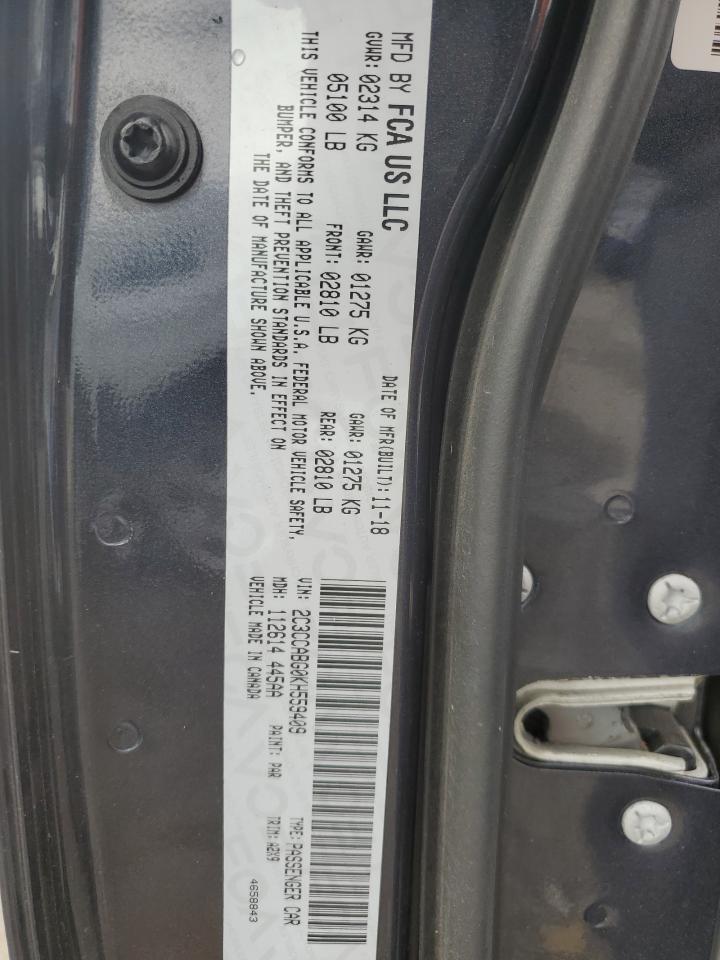 MFD BY FCA US LLC
DATE OF MFR(BUILT): 11-18
GVWR: 02314 KG GAWR: 01275 KG GAWR: 01275 KG
05100 LB FRONT: 02810 LB REAR: 02810 LB
THIS VEHICLE CONFORMS TO ALL APPLICABLE U.S.A. FEDERAL MOTOR VEHICLE SAFETY,
BUMPER, AND THEFT PREVENTION STANDARDS IN EFFECT ON
THE DATE OF MANUFACTURE SHOWN ABOVE.
VIN: 2C3CCABG0KH559409 TYPE: PASSENGER CAR
MDH: 112614 445AA PAINT: PAR TRIM: A2X9
VEHICLE MADE IN CANADA
4658843